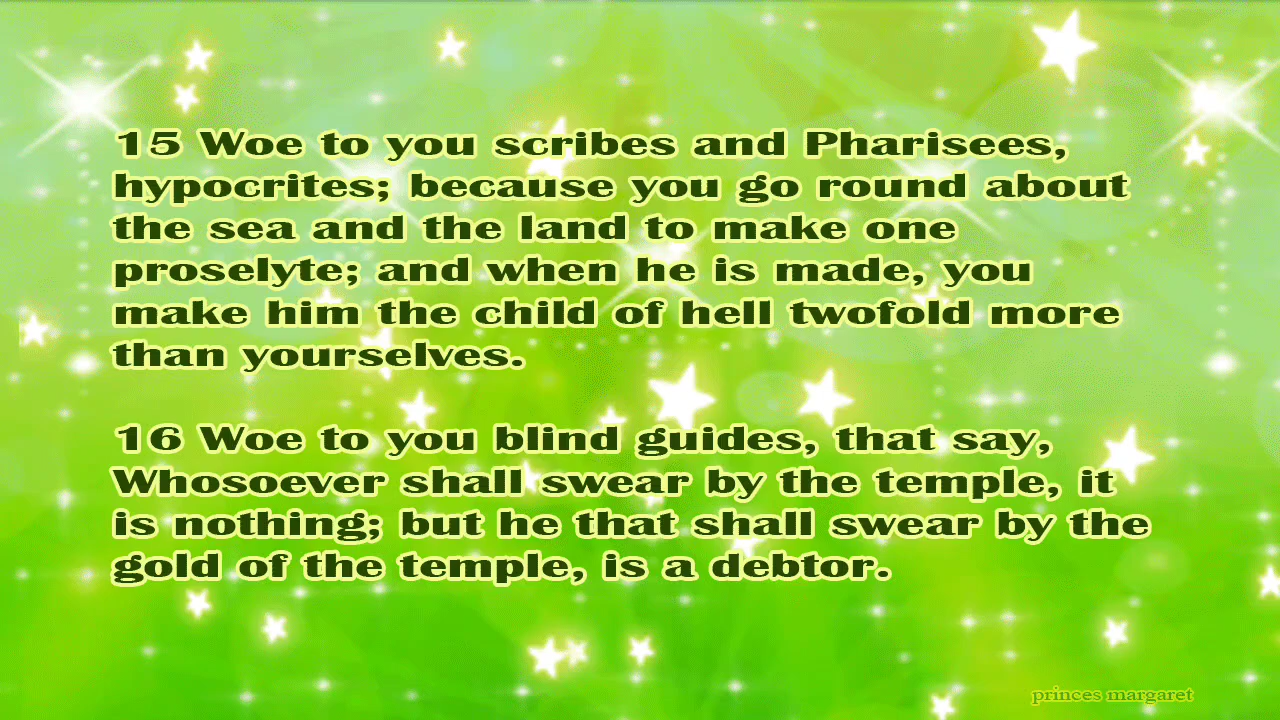 15 Woe to you scribes and Pharisees,
hypocrites; because you go round about
the sea and the land to make one
proselyte; and when he is made, you
make him the child of hell twofold more
than yourselves.
16 Woe to you blind guides, that say,
Whosoever shall swear by the temple, it
is nothing; but he that shall swear by the
gold of the temple, is a debtor.
princes margaret